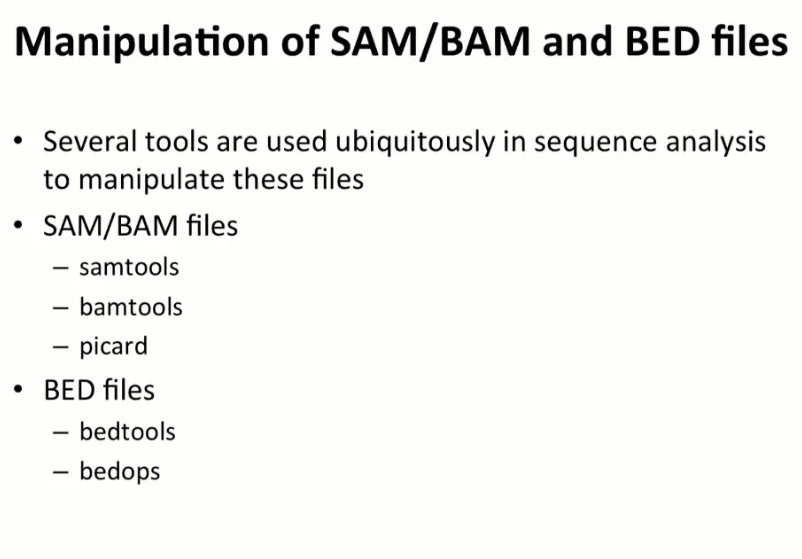 Manipulation of SAM/BAM and BED files
• Several tools are used ubiquitously in sequence analysis
to manipulate these files
• SAM/BAM files
– samtools
– bamtools
– picard
• BED files
– bedtools
– bedops